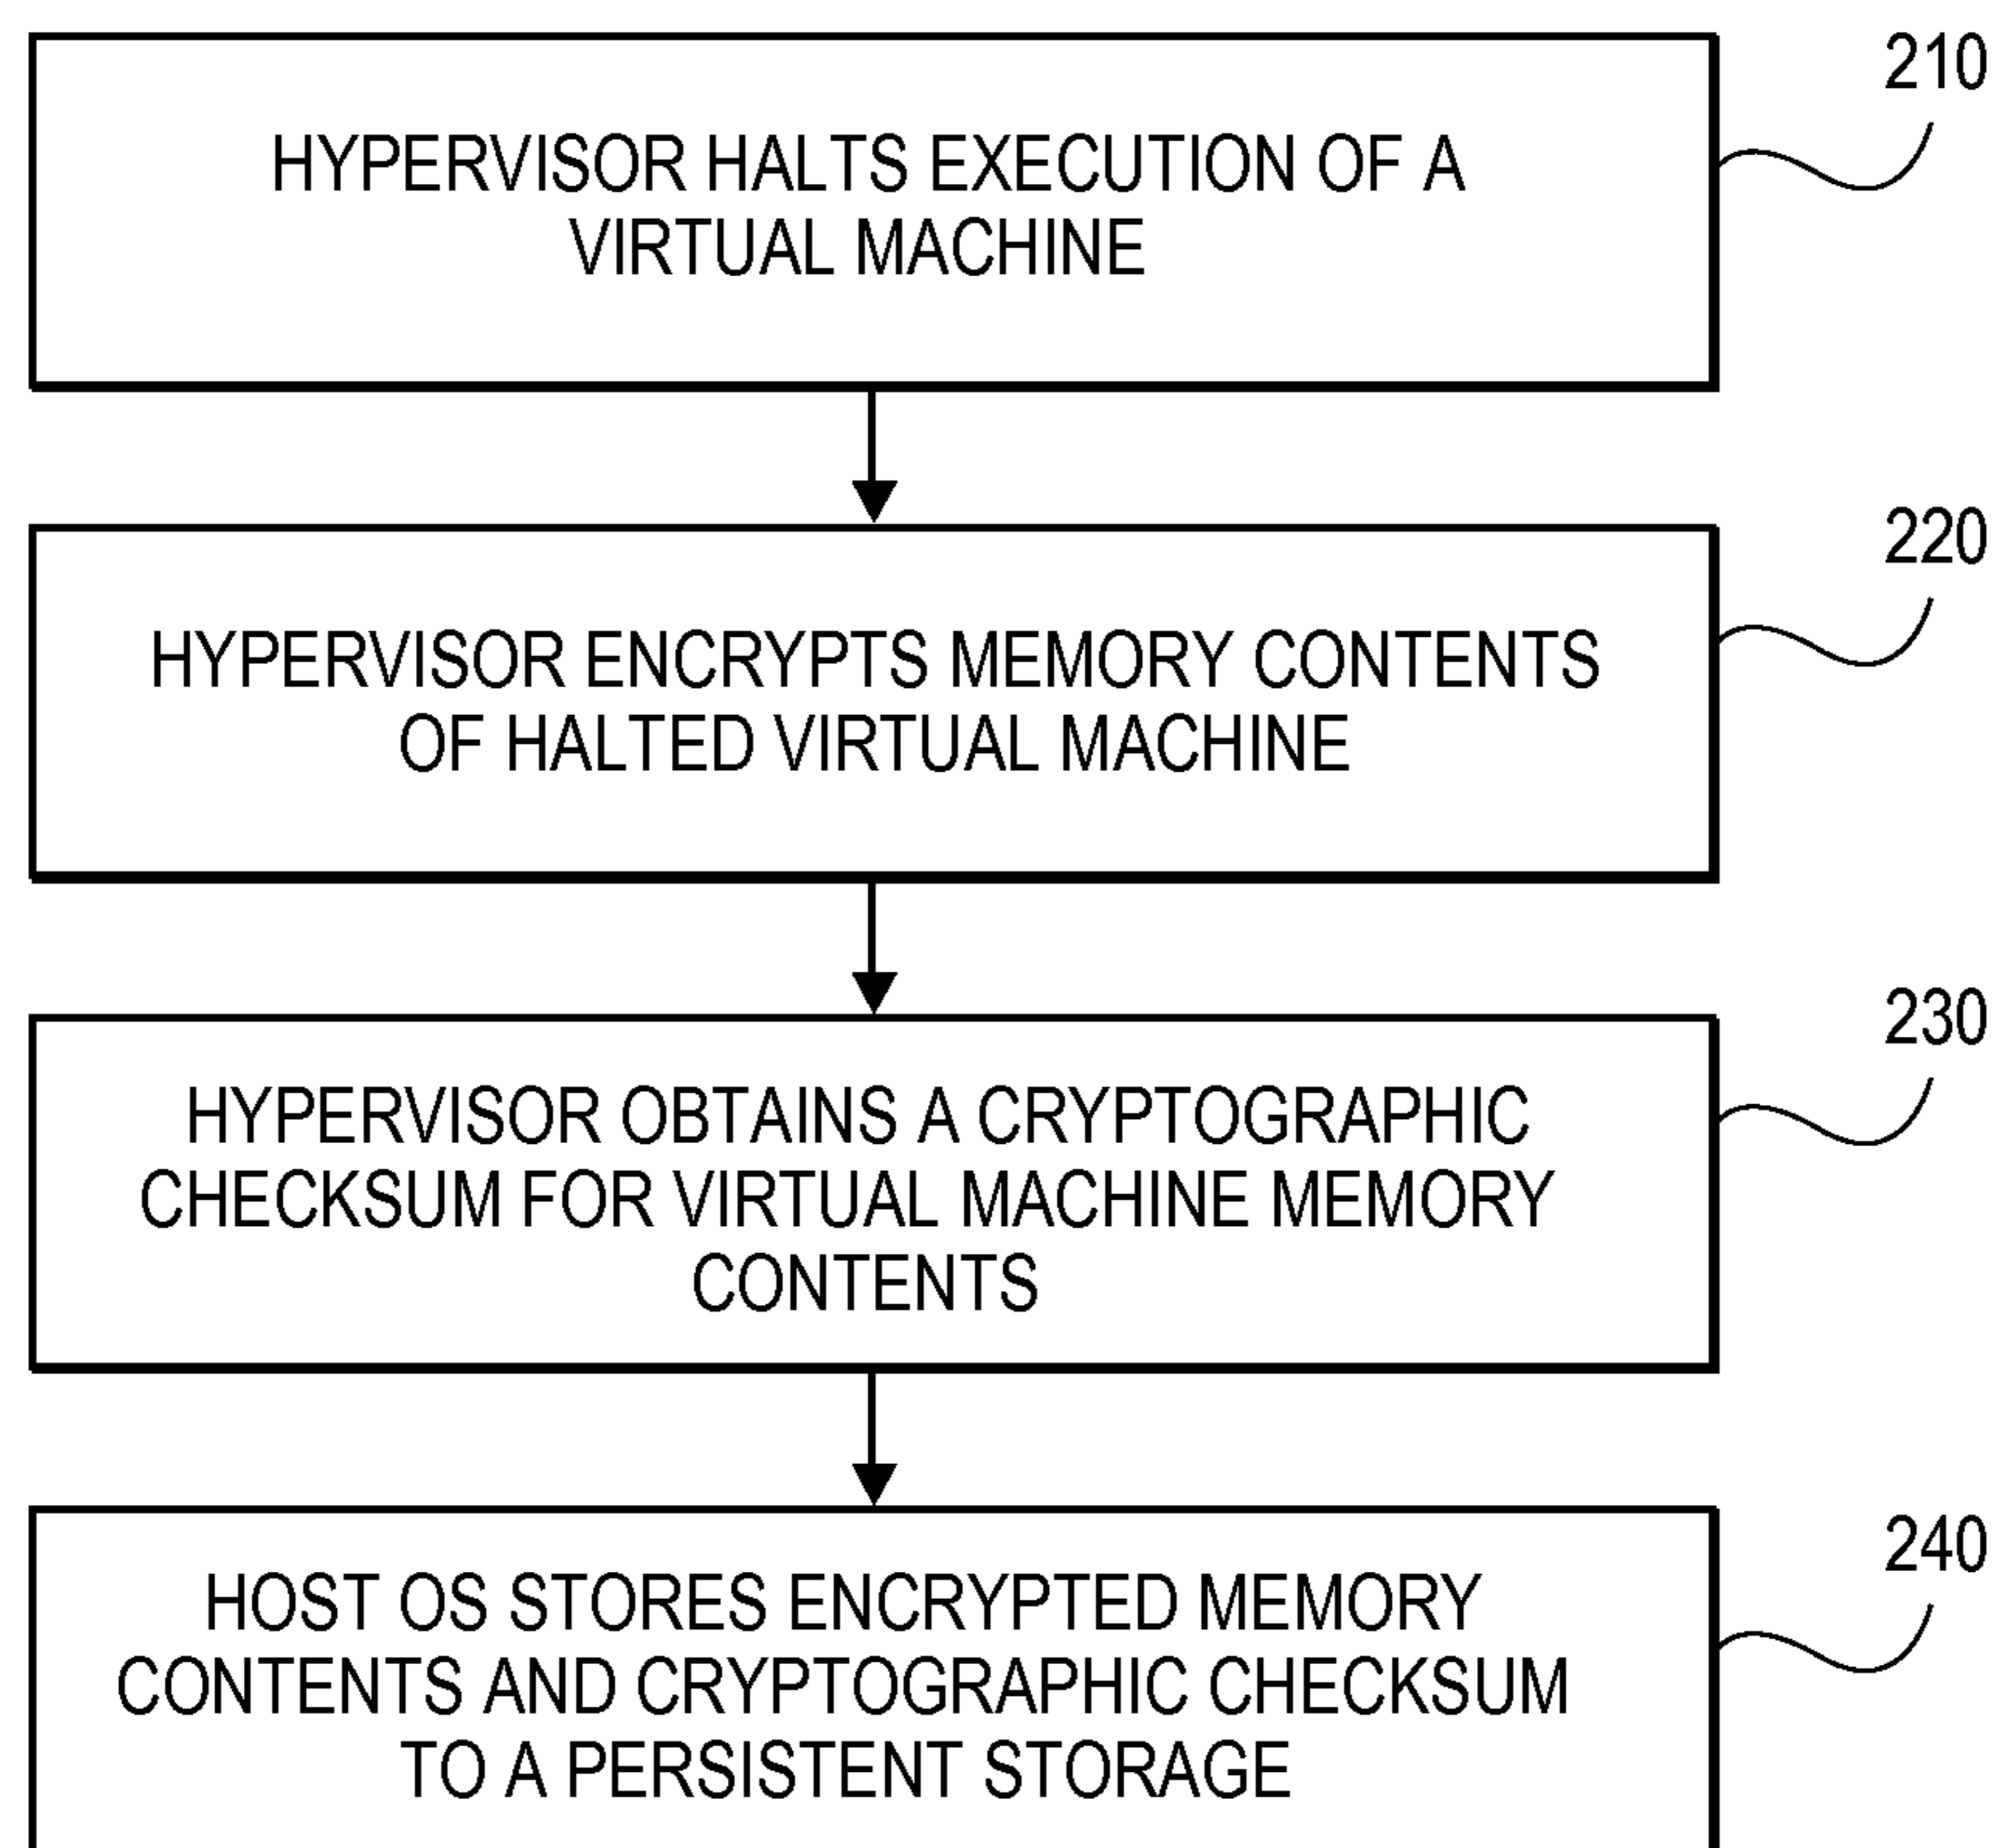 210
HYPERVISOR HALTS EXECUTION OF A
VIRTUAL MACHINE
220
HYPERVISOR ENCRYPTS MEMORY CONTENTS
OF HALTED VIRTUAL MACHINE
230
HYPERVISOR OBTAINS A CRYPTOGRAPHIC
CHECKSUM FOR VIRTUAL MACHINE MEMORY
CONTENTS
240
HOST OS STORES ENCRYPTED MEMORY
CONTENTS AND CRYPTOGRAPHIC CHECKSUM
TO A PERSISTENT STORAGE